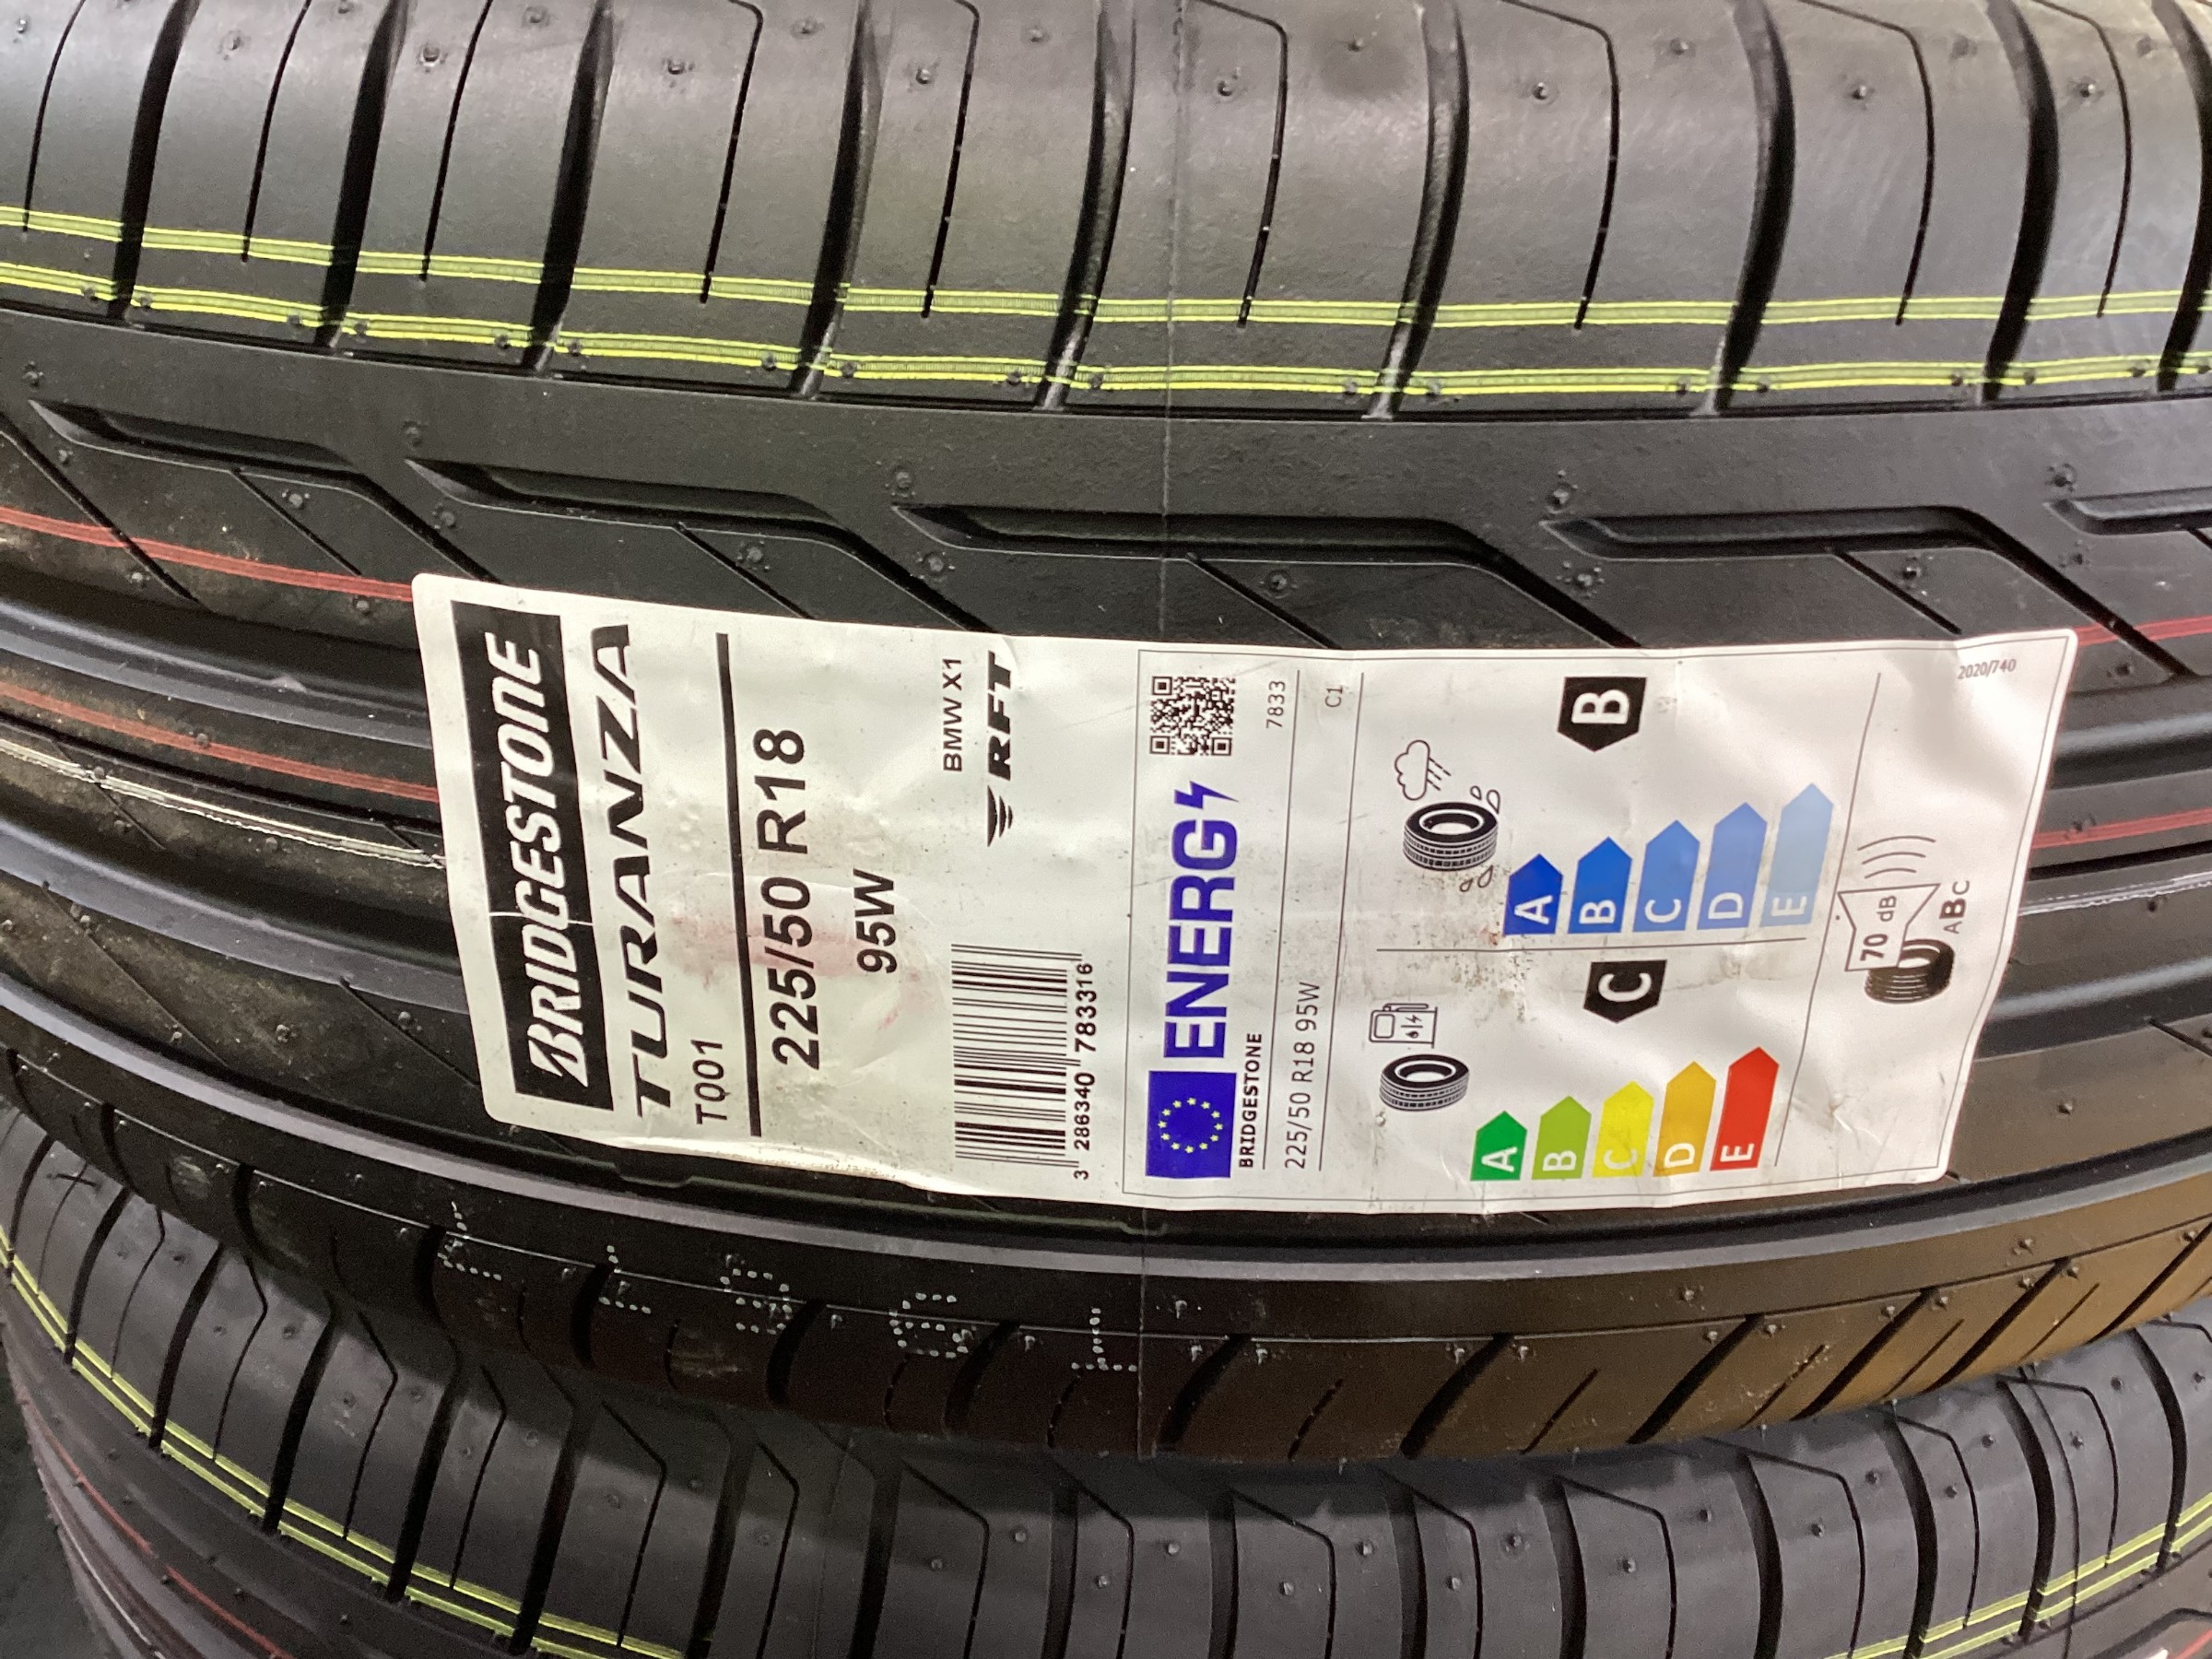 BRIDGESTONE
TURANZA
T001
225/50 R18
95W
BMW X1
RFT
3 286340 783316
ENERG
BRIDGESTONE
7833
225/50 R18 95W
C1
A
B
C
D
E
C
A
B
C
D
E
B
70 dB
ABC
2020/740